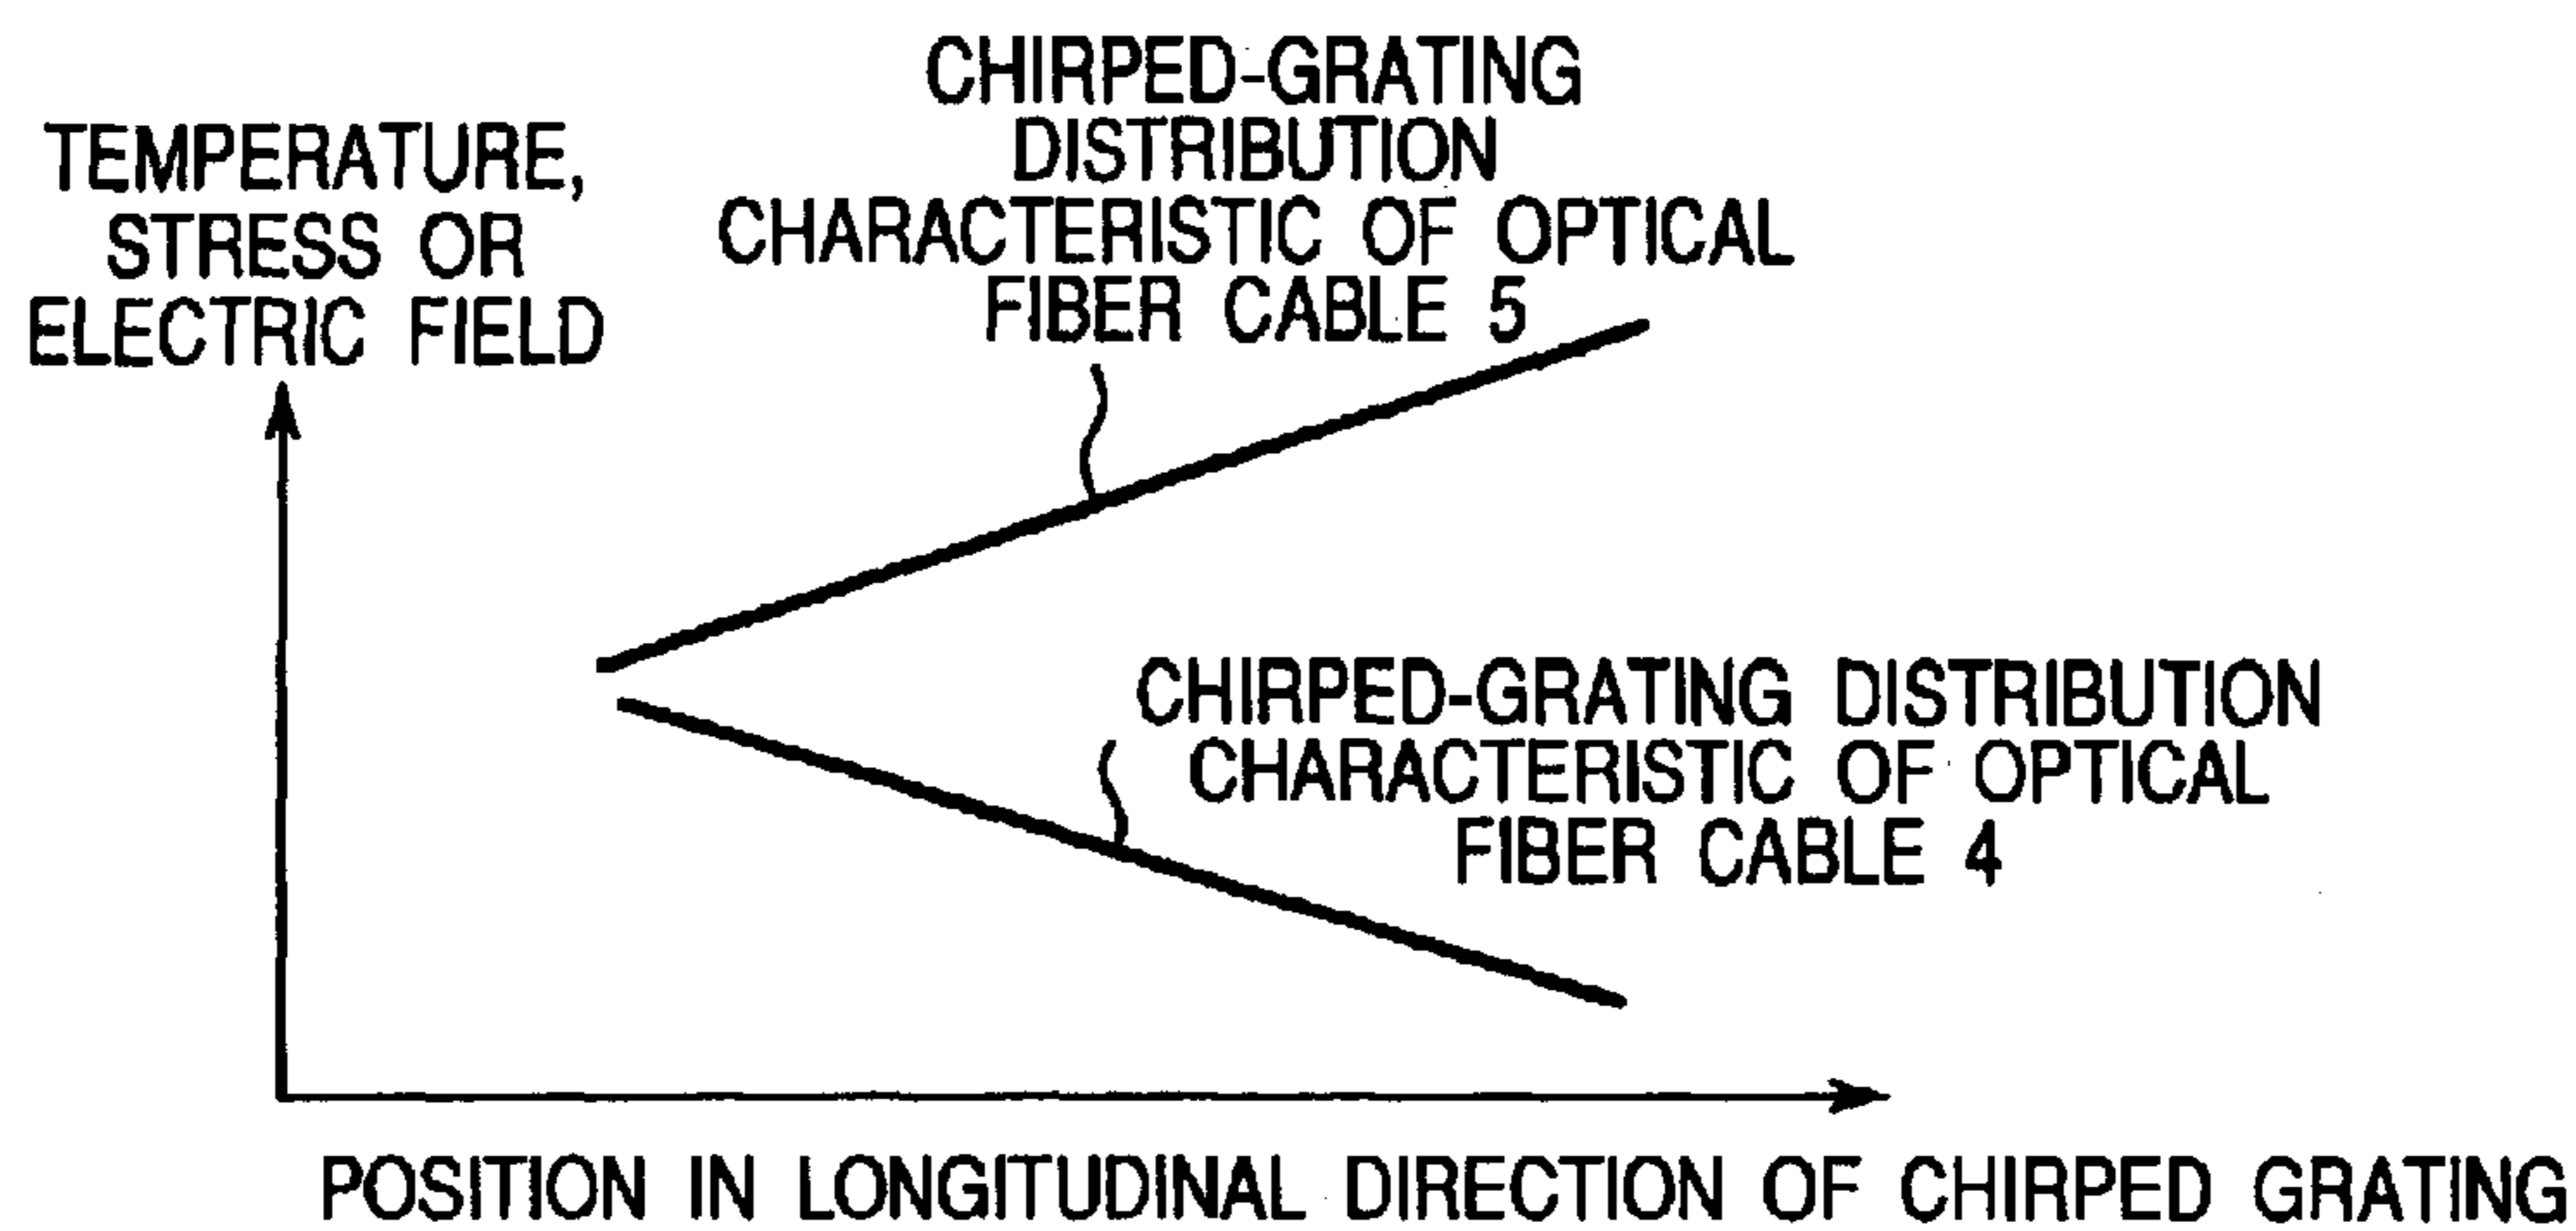 TEMPERATURE,
STRESS OR
ELECTRIC FIELD
CHIRPED-GRATING
DISTRIBUTION
CHARACTERISTIC OF OPTICAL
FIBER CABLE 5
CHIRPED-GRATING DISTRIBUTION
CHARACTERISTIC OF OPTICAL
FIBER CABLE 4
POSITION IN LONGITUDINAL DIRECTION OF CHIRPED GRATING